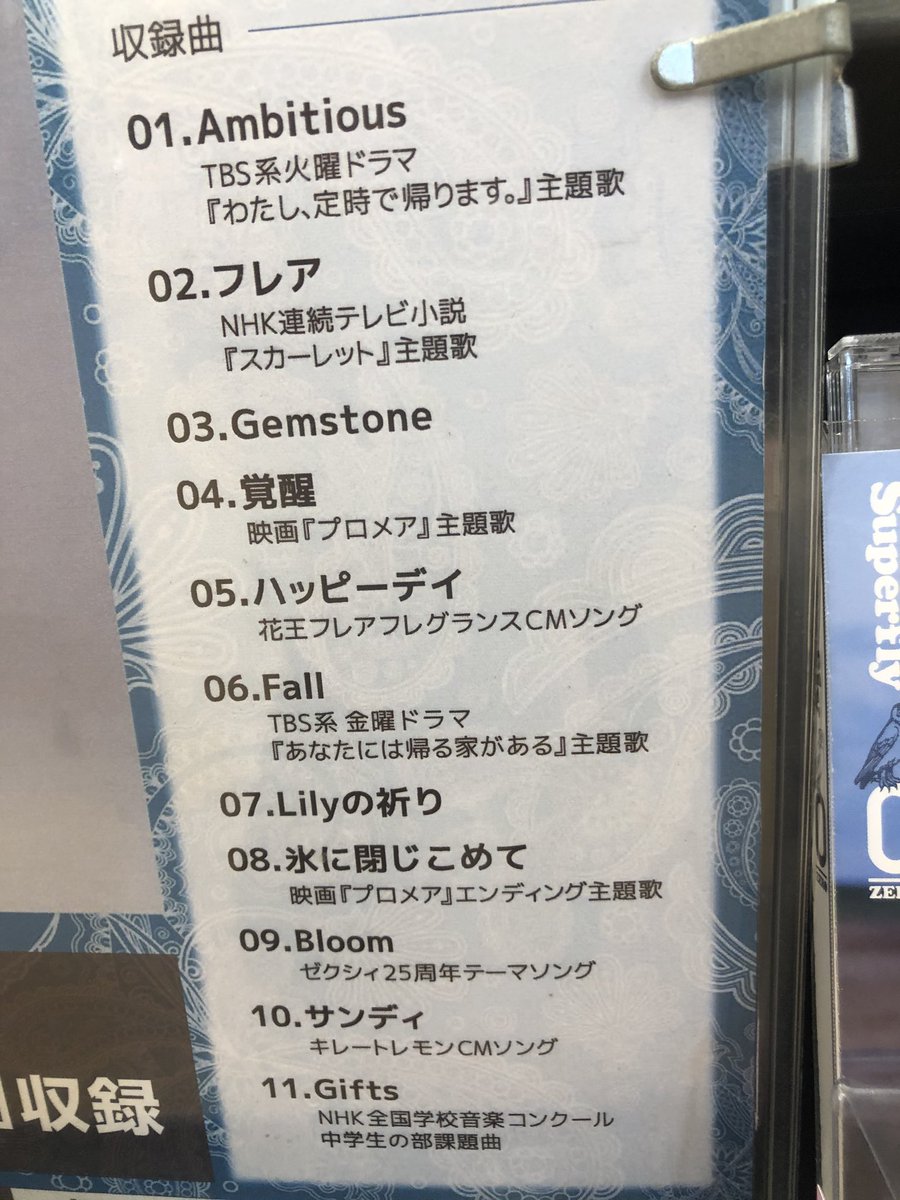 収録曲
01.Ambitious
TBS系火曜ドラマ
『わたし、定時で帰ります。』主題歌
02.フレア
NHK連続テレビ小説
『スカーレット』主題歌
03.Gemstone
04.覚醒
映画『プロメア』主題歌
05.ハッピーデイ
花王フレアフレグランスCMソング
06.Fall
TBS系 金曜ドラマ
『あなたには帰る家がある』主題歌
07.Lilyの祈り
08.氷に閉じこめて
映画『プロメア』エンディング主題歌
09.Bloom
ゼクシィ25周年テーマソング
10.サンディ
キレートレモンCMソング
11.Gifts
NHK全国学校音楽コンクール
中学生の部課題曲
収録
Superfly